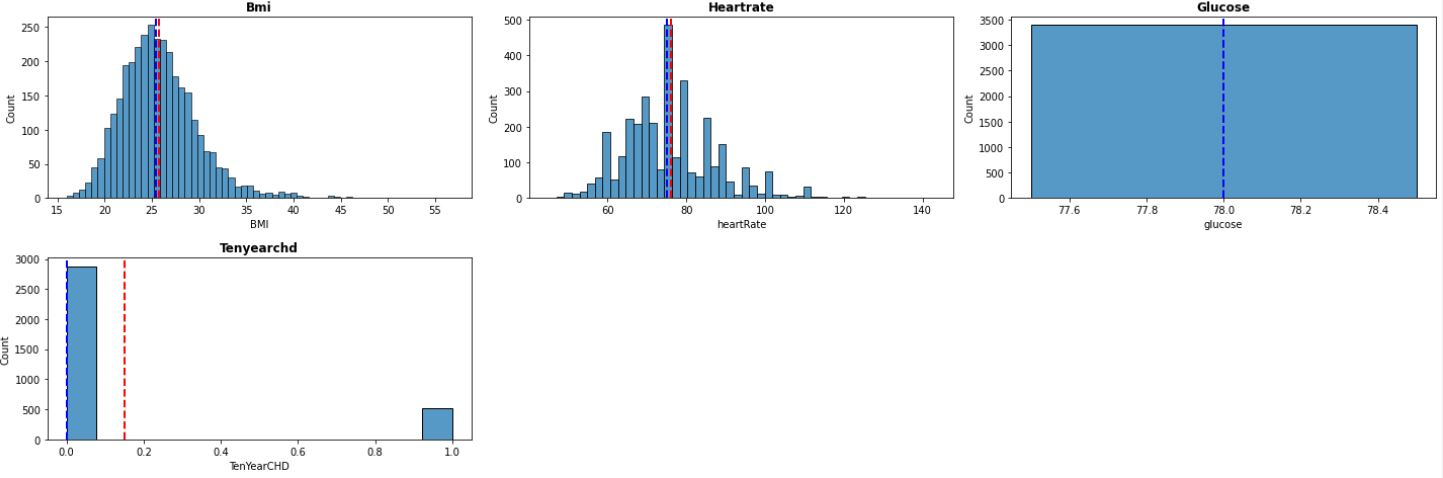 Bmi
250
200
150
100
50
0
Count
15 20 25 30 35 40 45 50 55
BMI
Heartrate
500
400
300
200
100
0
Count
60 80 100 120 140
heartRate
Glucose
3500
3000
2500
2000
1500
1000
500
0
Count
77.6 77.8 78.0 78.2 78.4
glucose
Tenyearchd
3000
2500
2000
1500
1000
500
0
Count
0.0 0.2 0.4 0.6 0.8 1.0
TenYearCHD